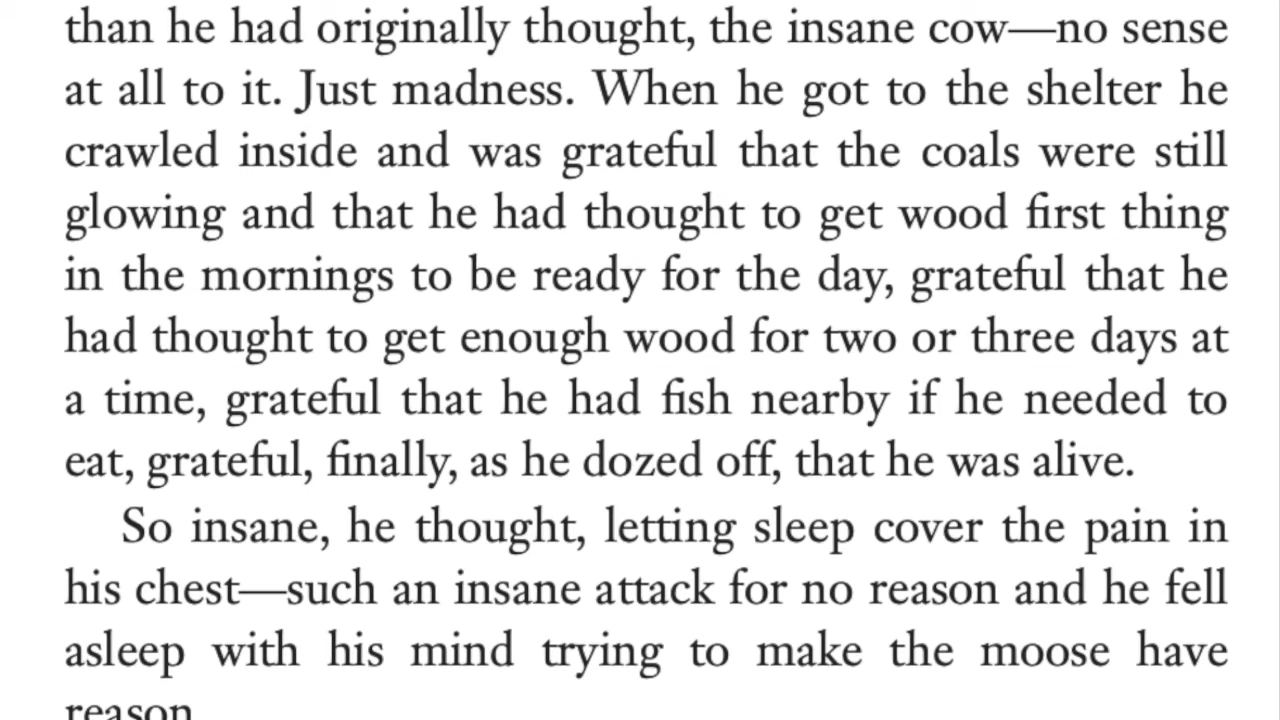 than he had originally thought, the insane cow—no sense
at all to it. Just madness. When he got to the shelter he
crawled inside and was grateful that the coals were still
glowing and that he had thought to get wood first thing
in the mornings to be ready for the day, grateful that he
had thought to get enough wood for two or three days at
a time, grateful that he had fish nearby if he needed to
eat, grateful, finally, as he dozed off, that he was alive.
So insane, he thought, letting sleep cover the pain in
his chest—such an insane attack for no reason and he fell
asleep with his mind trying to make the moose have
reason.